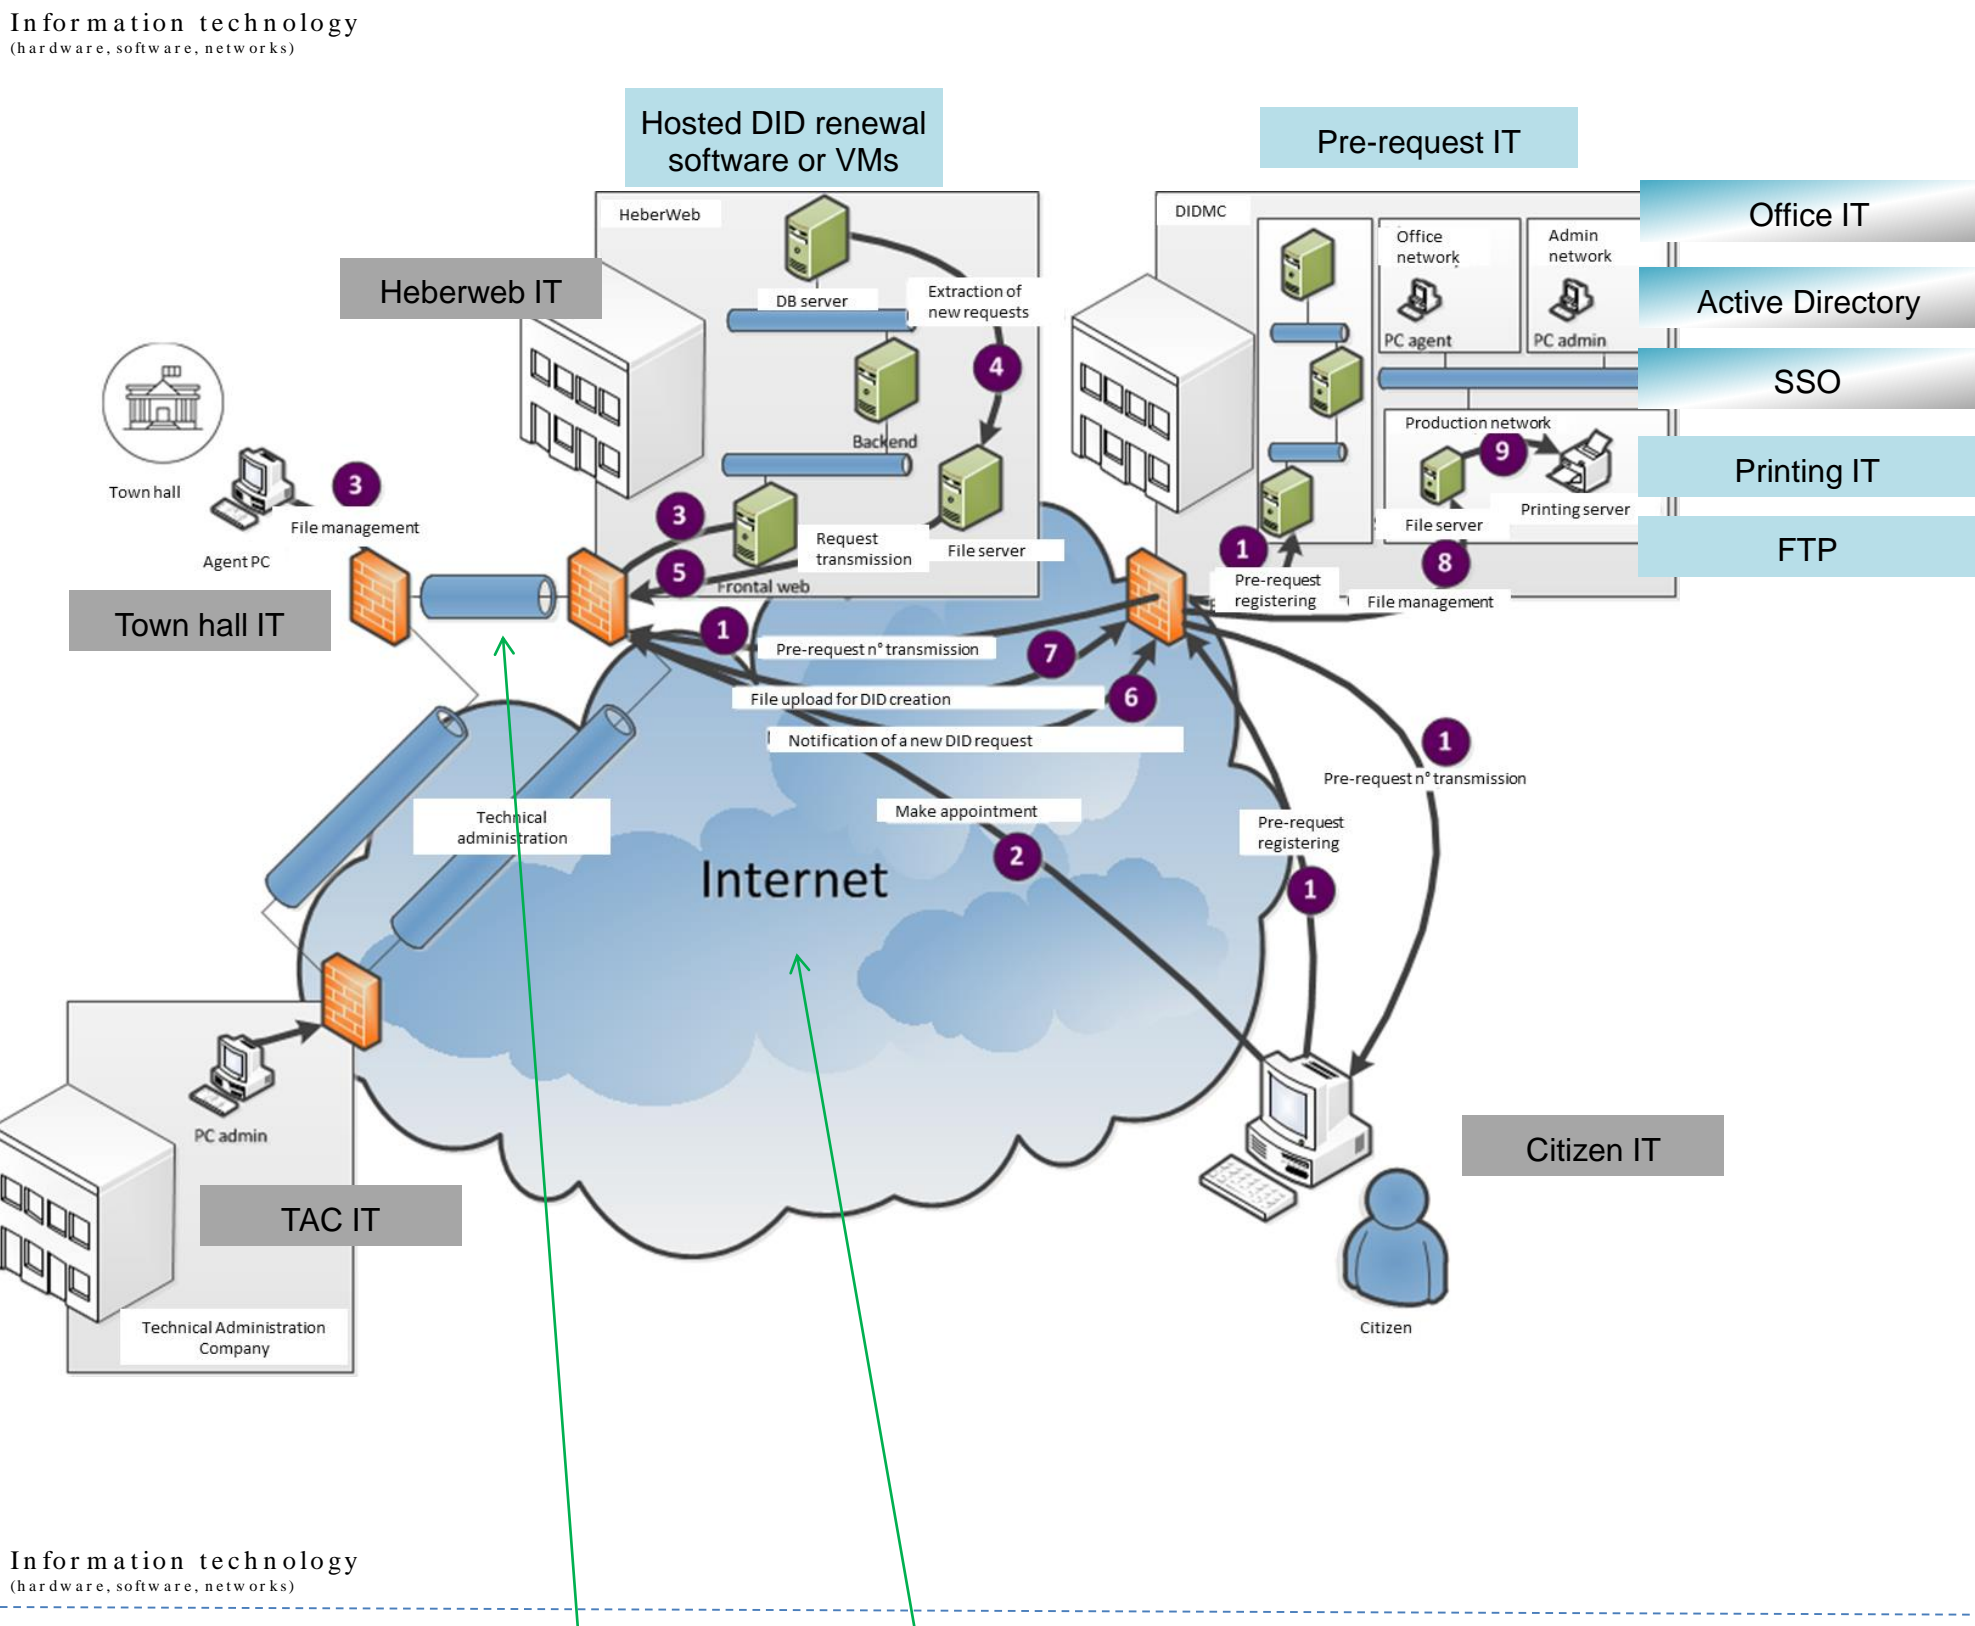 Information technology
(hardware, software, networks)
Hosted DID renewal
software or VMs
Pre-request IT
HeberWeb
DIDMC
Office IT
Office
network
Admin
network
Heberweb IT
DB server
Extraction of
new requests
Active Directory
PC agent
PC admin
4
SSO
Production network
Backend
9
Printing IT
Town hall
3
File management
3
Request
transmission
File server
Printing server
File server
1
FTP
Agent PC
5
Frontal web
8
Pre-request
registering
File management
Town hall IT
1
Pre-request n° transmission
7
File upload for DID creation
6
Notification of a new DID request
1
Pre-request n° transmission
Technical
administration
Make appointment
Pre-request
registering
2
Internet
1
PC admin
Citizen IT
TAC IT
Technical Administration
Company
Citizen
Information technology
(hardware, software, networks)